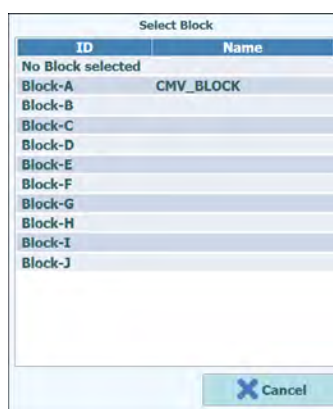 Select Block
ID Name
No Block selected
Block-A CMV_BLOCK
Block-B
Block-C
Block-D
Block-E
Block-F
Block-G
Block-H
Block-I
Block-J
Cancel